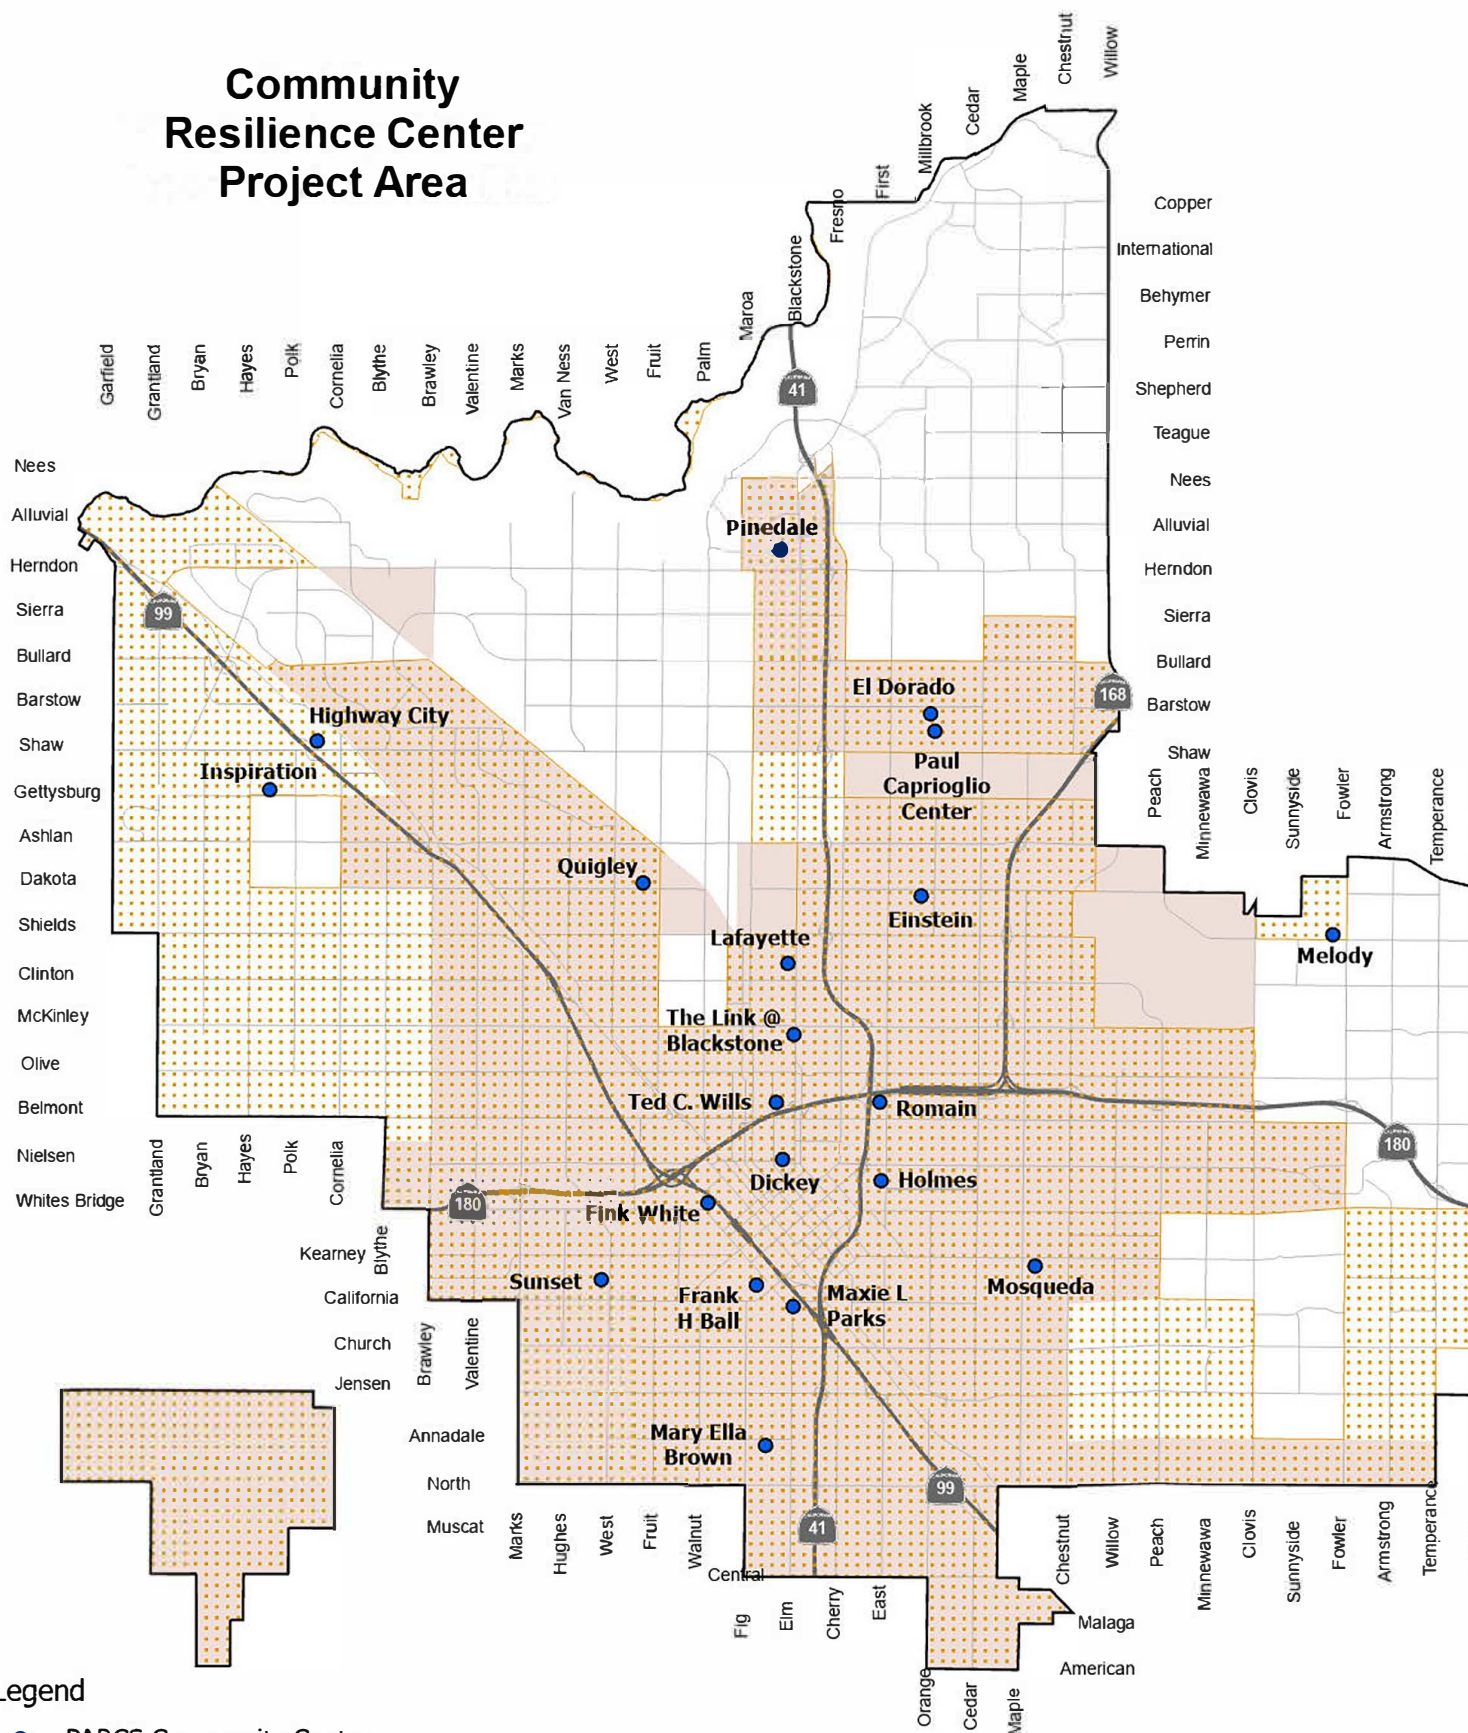 Community
Resilience Center
Project Area
Maple
Chestnut
Willow
Millbrook
Cedar
First
Fresno
Blackstone
Maroa
Copper
International
Behymer
Perrin
Shepherd
Teague
Nees
Alluvial
Herndon
Sierra
Bullard
Barstow
Shaw
Garfield
Grantland
Bryan
Hayes
Polk
Cornelia
Blythe
Brawley
Valentine
Marks
Van Ness
West
Fruit
Palm
41
Nees
Alluvial
Herndon
Sierra
Bullard
Barstow
Shaw
Gettysburg
Ashlan
Dakota
Shields
Clinton
McKinley
Olive
Belmont
Nielsen
Whites Bridge
99
168
Pinedale
El Dorado
Paul
Caprioglio
Center
Highway City
Inspiration
Peach
Minnewawa
Clovis
Sunnyside
Fowler
Armstrong
Temperance
Quigley
Einstein
Lafayette
Melody
The Link @
Blackstone
Ted C. Wills
Romain
Dickey
Holmes
Fink White
180
180
Grantland
Bryan
Hayes
Polk
Cornelia
Blythe
Kearney
California
Church
Jensen
Annadale
North
Muscat
Brawley
Valentine
Sunset
Frank
H Ball
Maxie L
Parks
Mosqueda
Mary Ella
Brown
99
41
Marks
Hughes
West
Fruit
Walnut
Central
Fig
Elm
Cherry
East
Orange
Cedar
Maple
Chestnut
Willow
Peach
Minnewawa
Clovis
Sunnyside
Fowler
Armstrong
Temperance
Malaga
American
Legend